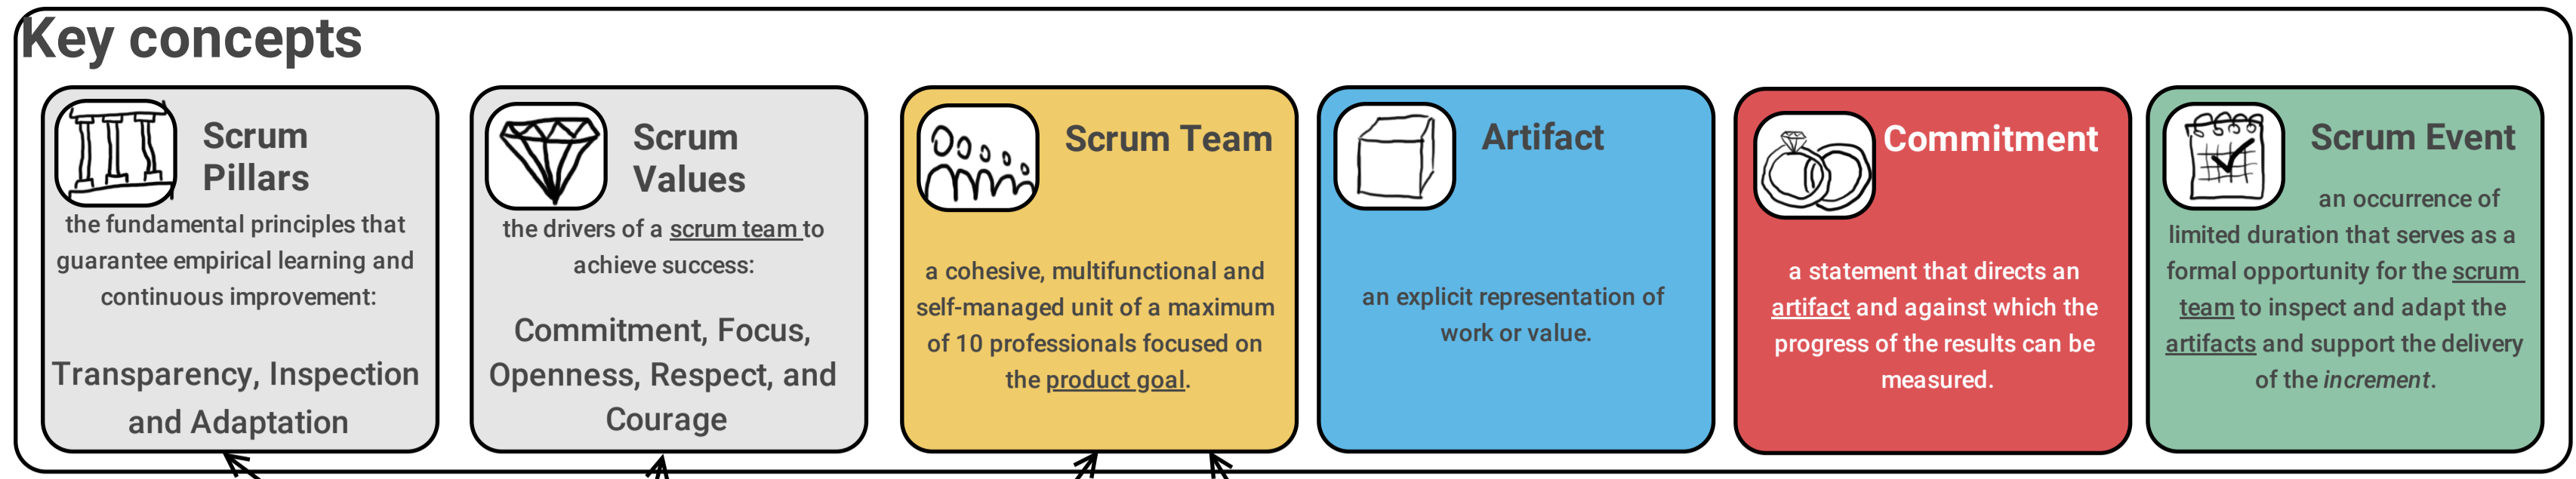 Key concepts
Scrum
Pillars
the fundamental principles that
guarantee empirical learning and
continuous improvement:
Transparency, Inspection
and Adaptation
Scrum
Values
the drivers of a scrum team to
achieve success:
Commitment, Focus,
Openness, Respect, and
Courage
Scrum Team
a cohesive, multifunctional and
self-managed unit of a maximum
of 10 professionals focused on
the product goal.
Artifact
an explicit representation of
work or value.
Commitment
a statement that directs an
artifact and against which the
progress of the results can be
measured.
Scrum Event
an occurrence of
limited duration that serves as a
formal opportunity for the scrum
team to inspect and adapt the
artifacts and support the delivery
of the increment.